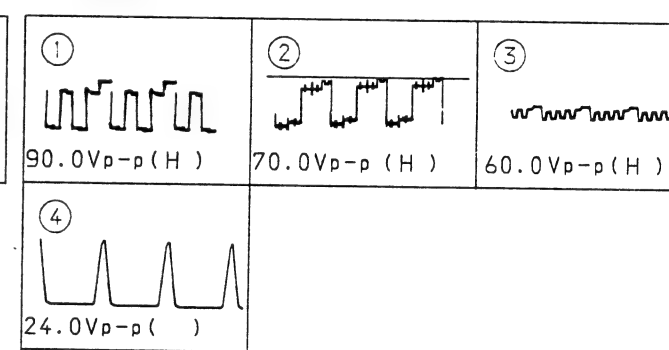 ① ② ③
90.0Vp-p(H ) 70.0Vp-p (H ) 60.0Vp-p(H )
④
24.0Vp-p( )